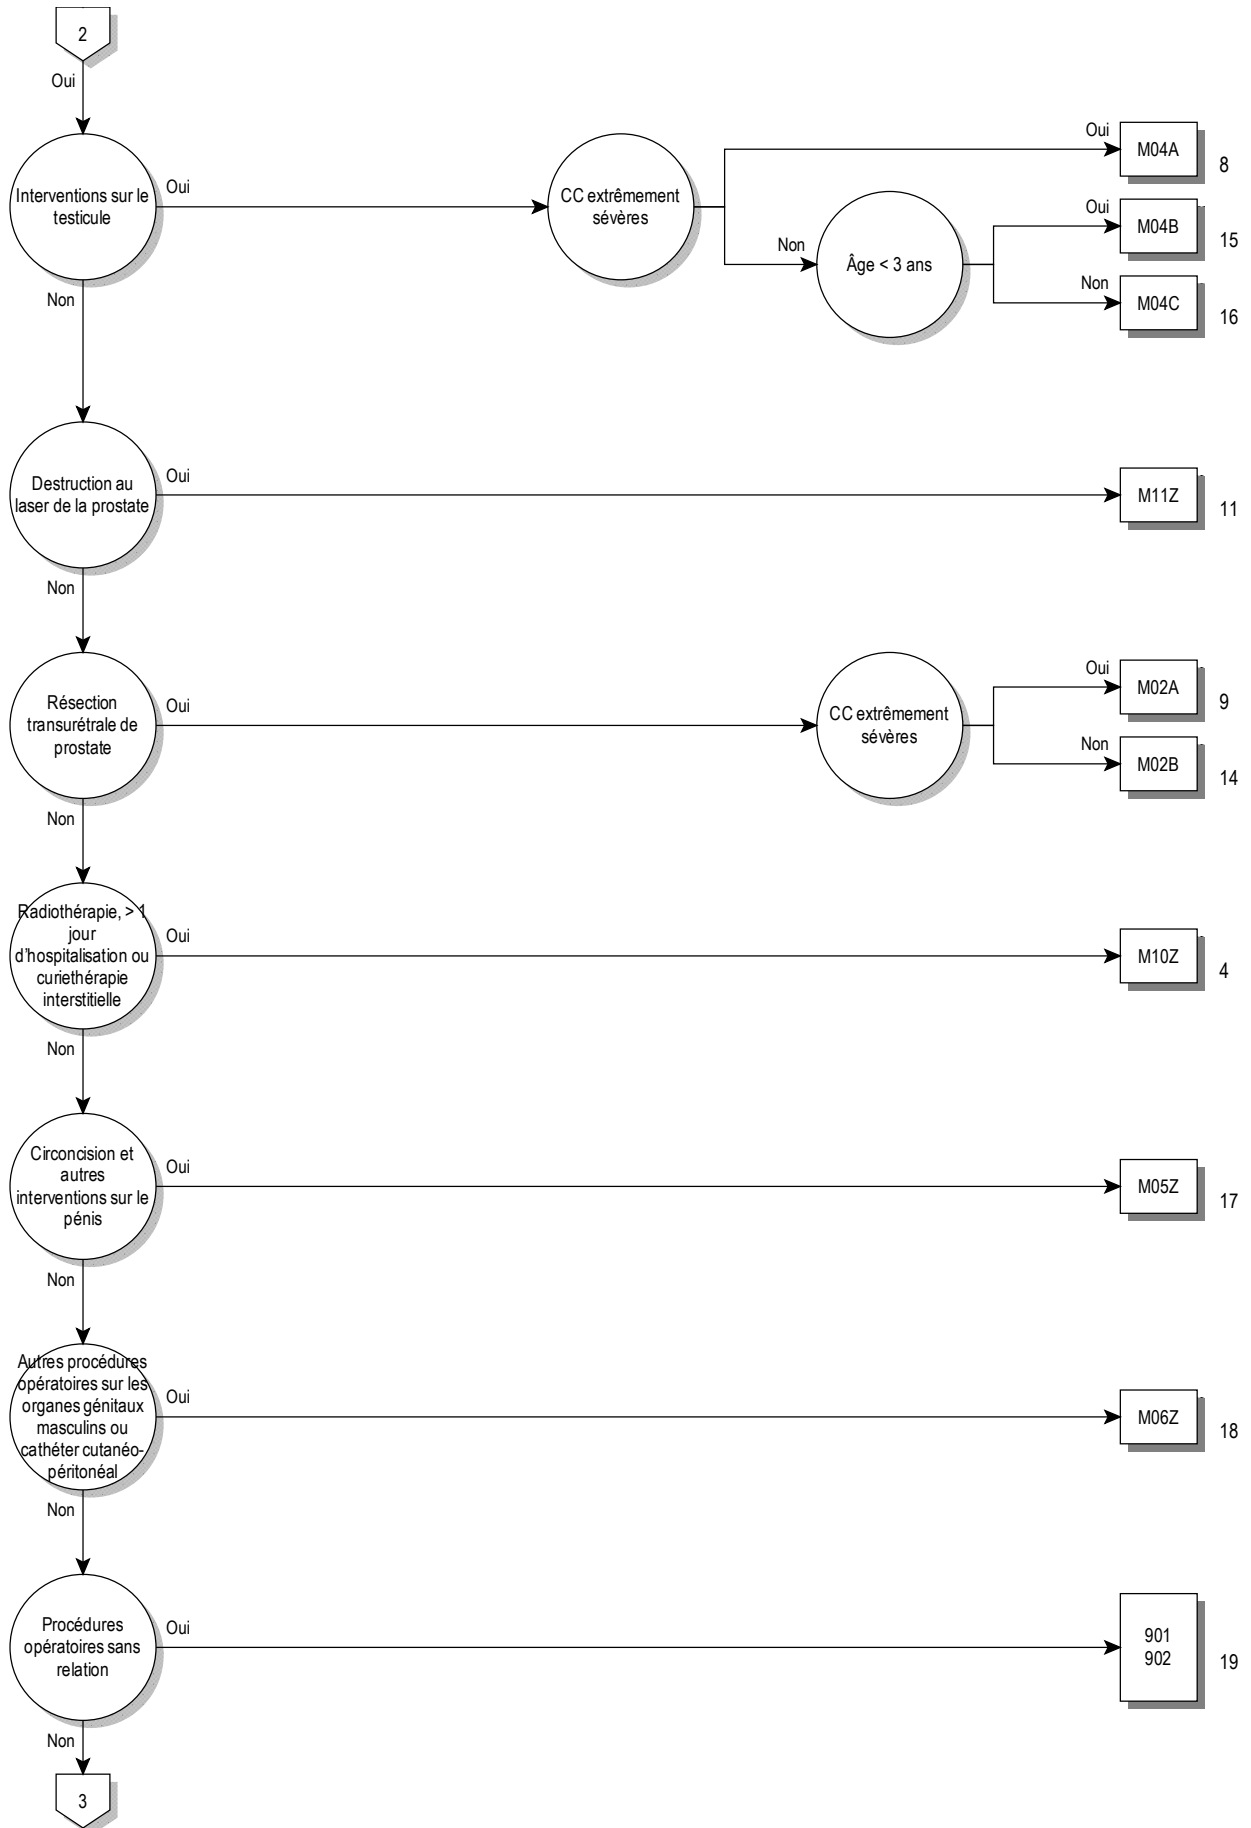 2
Oui
Interventions sur le
testicule
Oui
CC extrêmement
sévères
Oui
M04A
8
Non
Âge < 3 ans
Oui
M04B
15
Non
M04C
16
Non
Destruction au
laser de la prostate
Oui
M11Z
11
Non
Résection
transurétrale de
prostate
Oui
CC extrêmement
sévères
Oui
M02A
9
Non
M02B
14
Non
Radiothérapie, > 1
jour
d'hospitalisation ou
curiethérapie
interstitielle
Oui
M10Z
4
Non
Circoncision et
autres
interventions sur le
pénis
Oui
M05Z
17
Non
Autres procédures
opératoires sur les
organes génitaux
masculins ou
cathéter cutanéo-
péritonéal
Oui
M06Z
18
Non
Procédures
opératoires sans
relation
Oui
901
902
19
Non
3